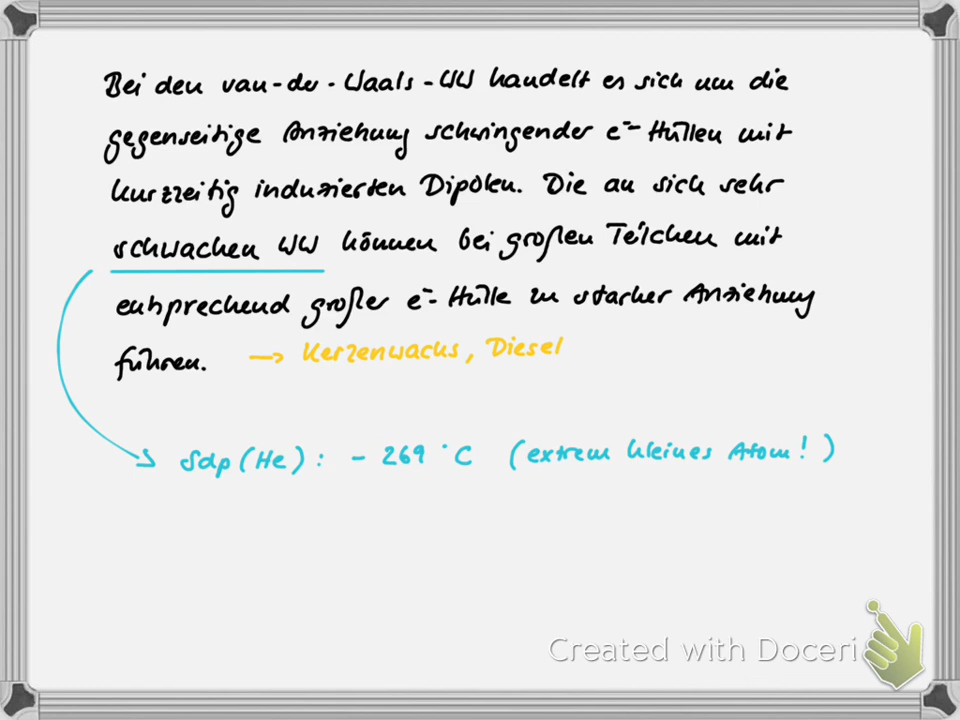 Bei den van-der-Waals-WW handelt es sich um die
gegenseitige Anziehung schwingender e⁻-Hüllen mit
kurzzeitig induzierten Dipolen. Die an sich sehr
schwachen WW können bei großen Teilchen mit
entsprechend großer e⁻-Hülle zu starker Anziehung
führen. → Kerzenwachs, Diesel
→ Sdp (He): - 269 °C (extrem kleines Atom!)
Created with Doceri